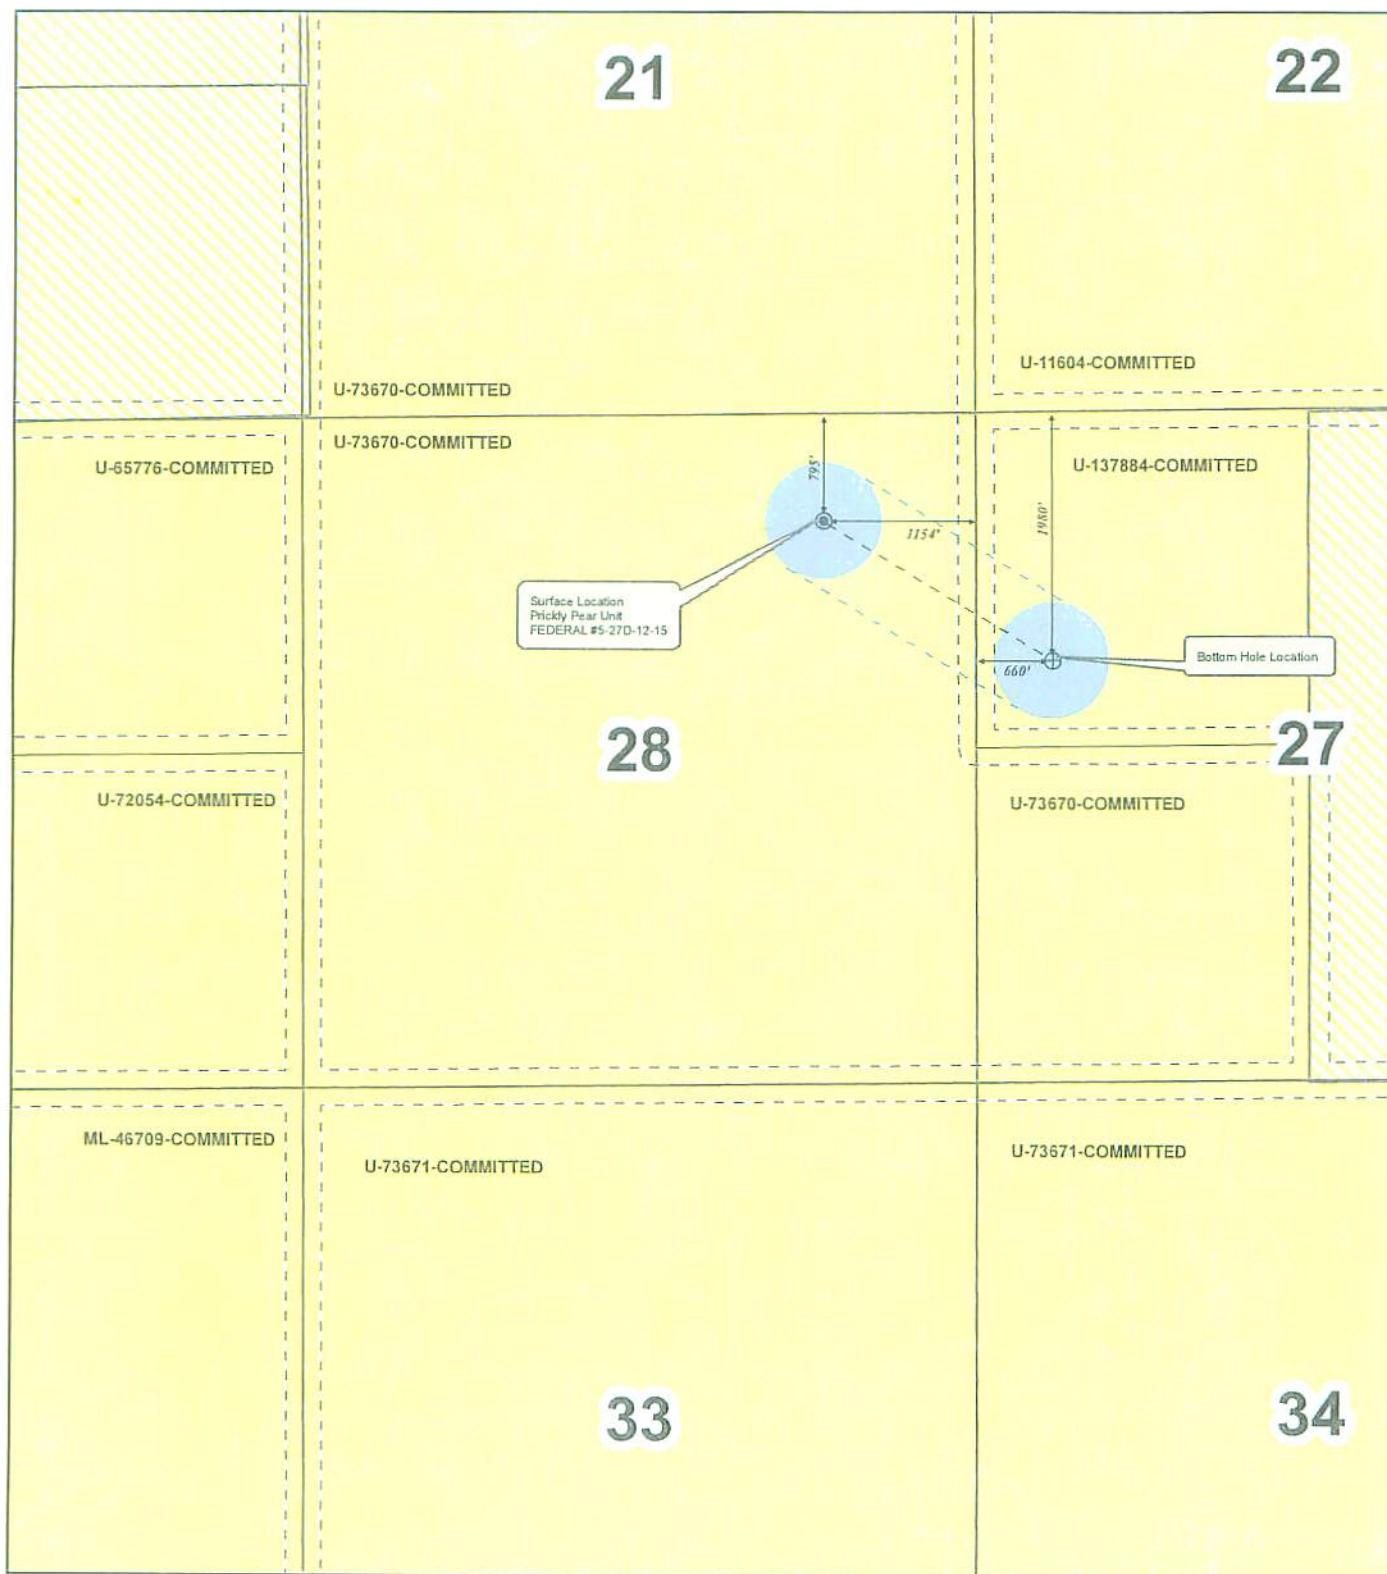 21
22
U-11604-COMMITTED
U-73670-COMMITTED
U-73670-COMMITTED
U-65776-COMMITTED
U-137884-COMMITTED
795'
1980'
1154'
Surface Location
Prickly Pear Unit
FEDERAL #5-27D-12-15
Bottom Hole Location
660'
28
27
U-72054-COMMITTED
U-73670-COMMITTED
ML-46709-COMMITTED
U-73671-COMMITTED
U-73671-COMMITTED
33
34